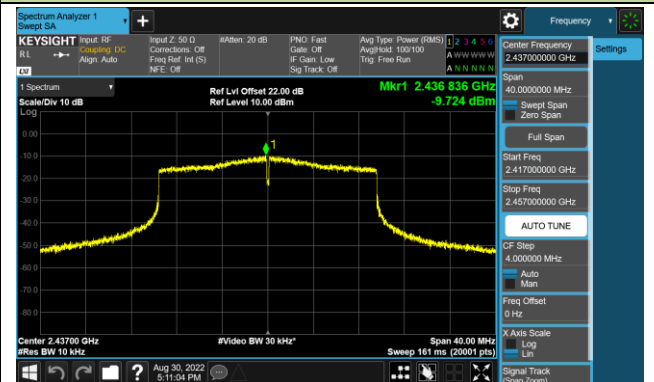 Spectrum Analyzer 1
Swept SA
Frequency
KEYSIGHT
RL
LXI
Input: RF
Coupling: DC
Align: Auto
Input Z: 50 Ω
Corrections: Off
Freq Ref: Int (S)
NFE: Off
#Atten: 20 dB
PNO: Fast
Gate: Off
IF Gain: Low
Sig Track: Off
Avg Type: Power (RMS)
Avg|Hold: 100/100
Trig: Free Run
1 2 3 4 5 6
A W W W W W
A N N N N N
1 Spectrum
Scale/Div 10 dB
Log
Ref Lvl Offset 22.00 dB
Ref Level 10.00 dBm
Mkr1 2.436 836 GHz
-9.724 dBm
1
0.00
-10.0
-20.0
-30.0
-40.0
-50.0
-60.0
-70.0
-80.0
Center 2.43700 GHz
#Res BW 10 kHz
#Video BW 30 kHz*
Span 40.00 MHz
Sweep 161 ms (20001 pts)
Aug 30, 2022
5:11:04 PM
Center Frequency
2.437000000 GHz
Settings
Span
40.0000000 MHz
Swept Span
Zero Span
Full Span
Start Freq
2.417000000 GHz
Stop Freq
2.457000000 GHz
AUTO TUNE
CF Step
4.000000 MHz
Auto
Man
Freq Offset
0 Hz
X Axis Scale
Log
Lin
Signal Track
(Span Zoom)